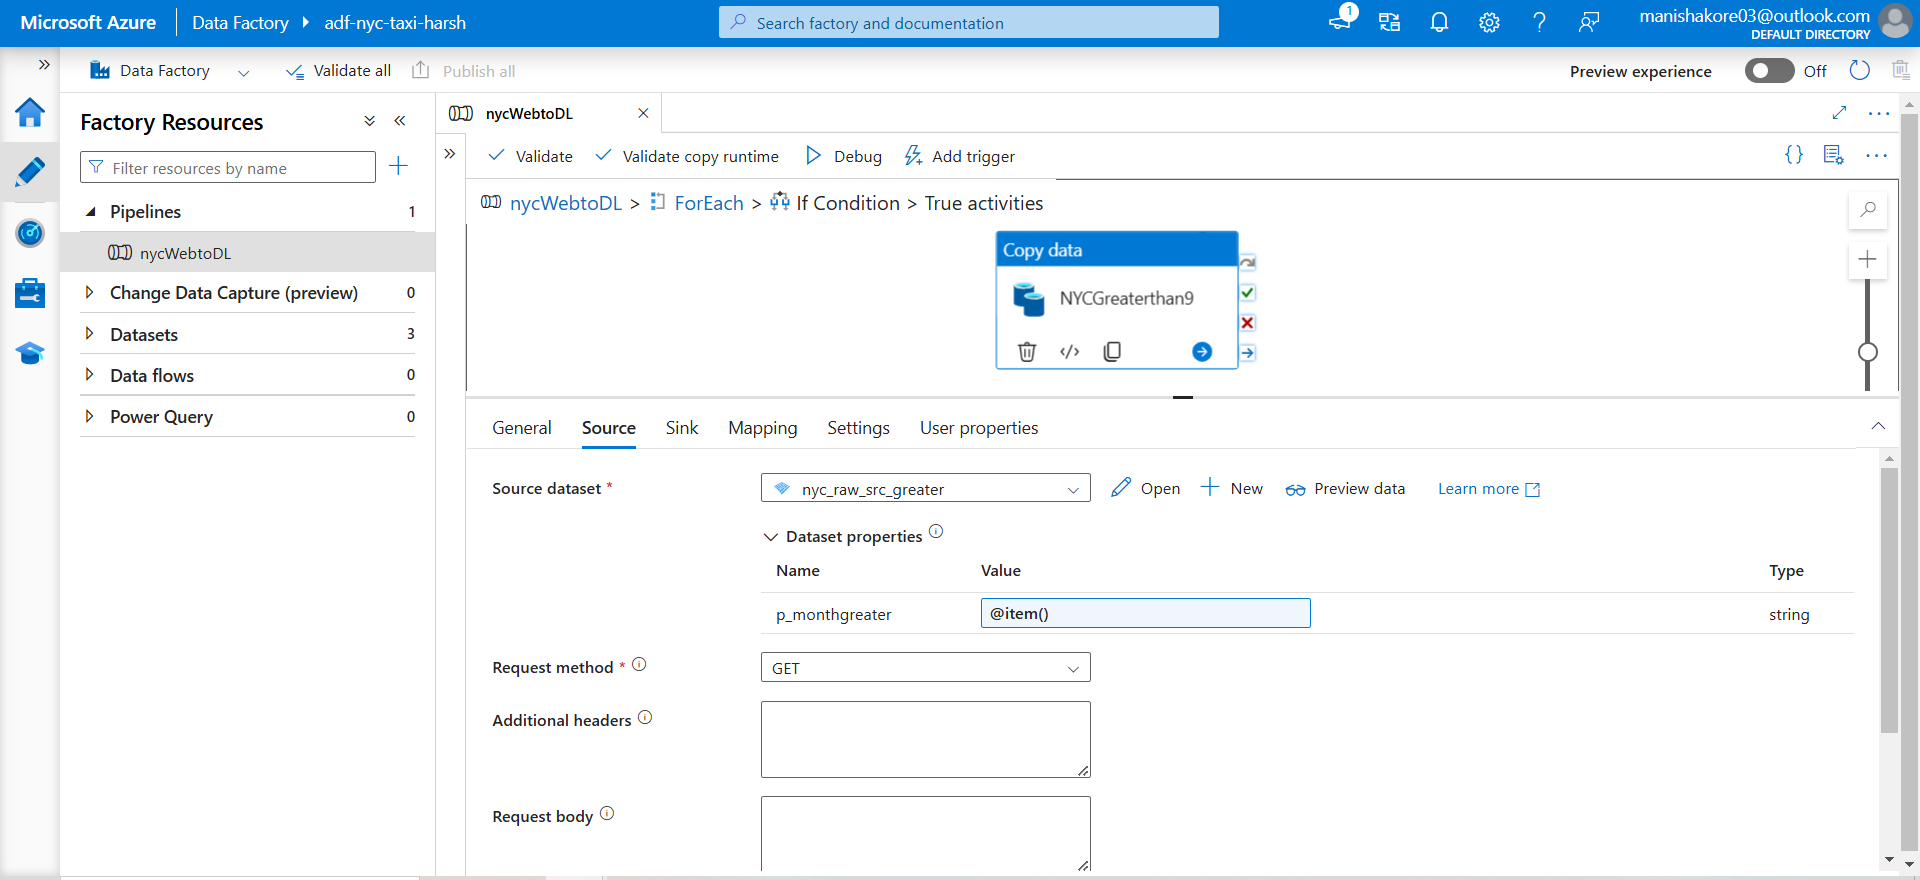 Microsoft Azure Data Factory adf-nyc-taxi-harsh Search factory and documentation 1 manishakore03@outlook.com
DEFAULT DIRECTORY
Data Factory Validate all Publish all Preview experience Off
Factory Resources
nycWebtoDL
Filter resources by name
Validate Validate copy runtime Debug Add trigger
Pipelines 1
nycWebtoDL
Change Data Capture (preview) 0
Datasets 3
Data flows 0
Power Query 0
nycWebtoDL > ForEach > If Condition > True activities
Copy data
NYCGreaterthan9
General Source Sink Mapping Settings User properties
Source dataset * nyc_raw_src_greater Open New Preview data Learn more
Dataset properties
Name Value Type
p_monthgreater @item() string
Request method * GET
Additional headers
Request body